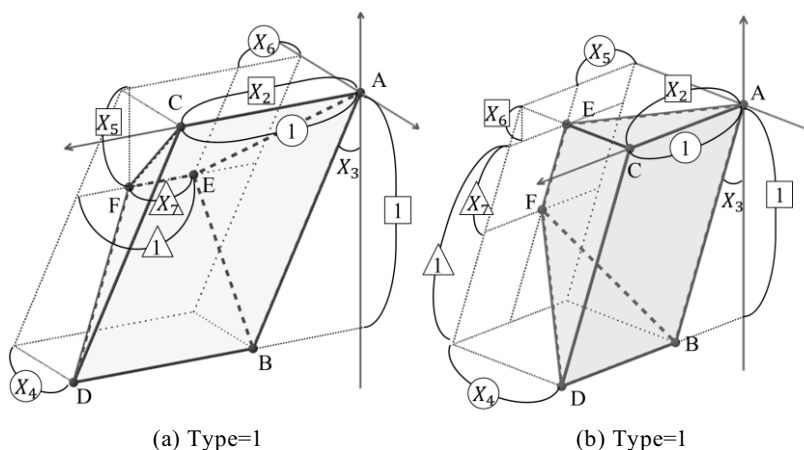 X₆
A
X₂
C
X₅
1
E
X₃
F
X₇
1
1
B
X₄
D
(a) Type=1
X₅
A
X₂
X₆
E
1
C
X₃
1
F
X₇
1
B
X₄
D
(b) Type=1